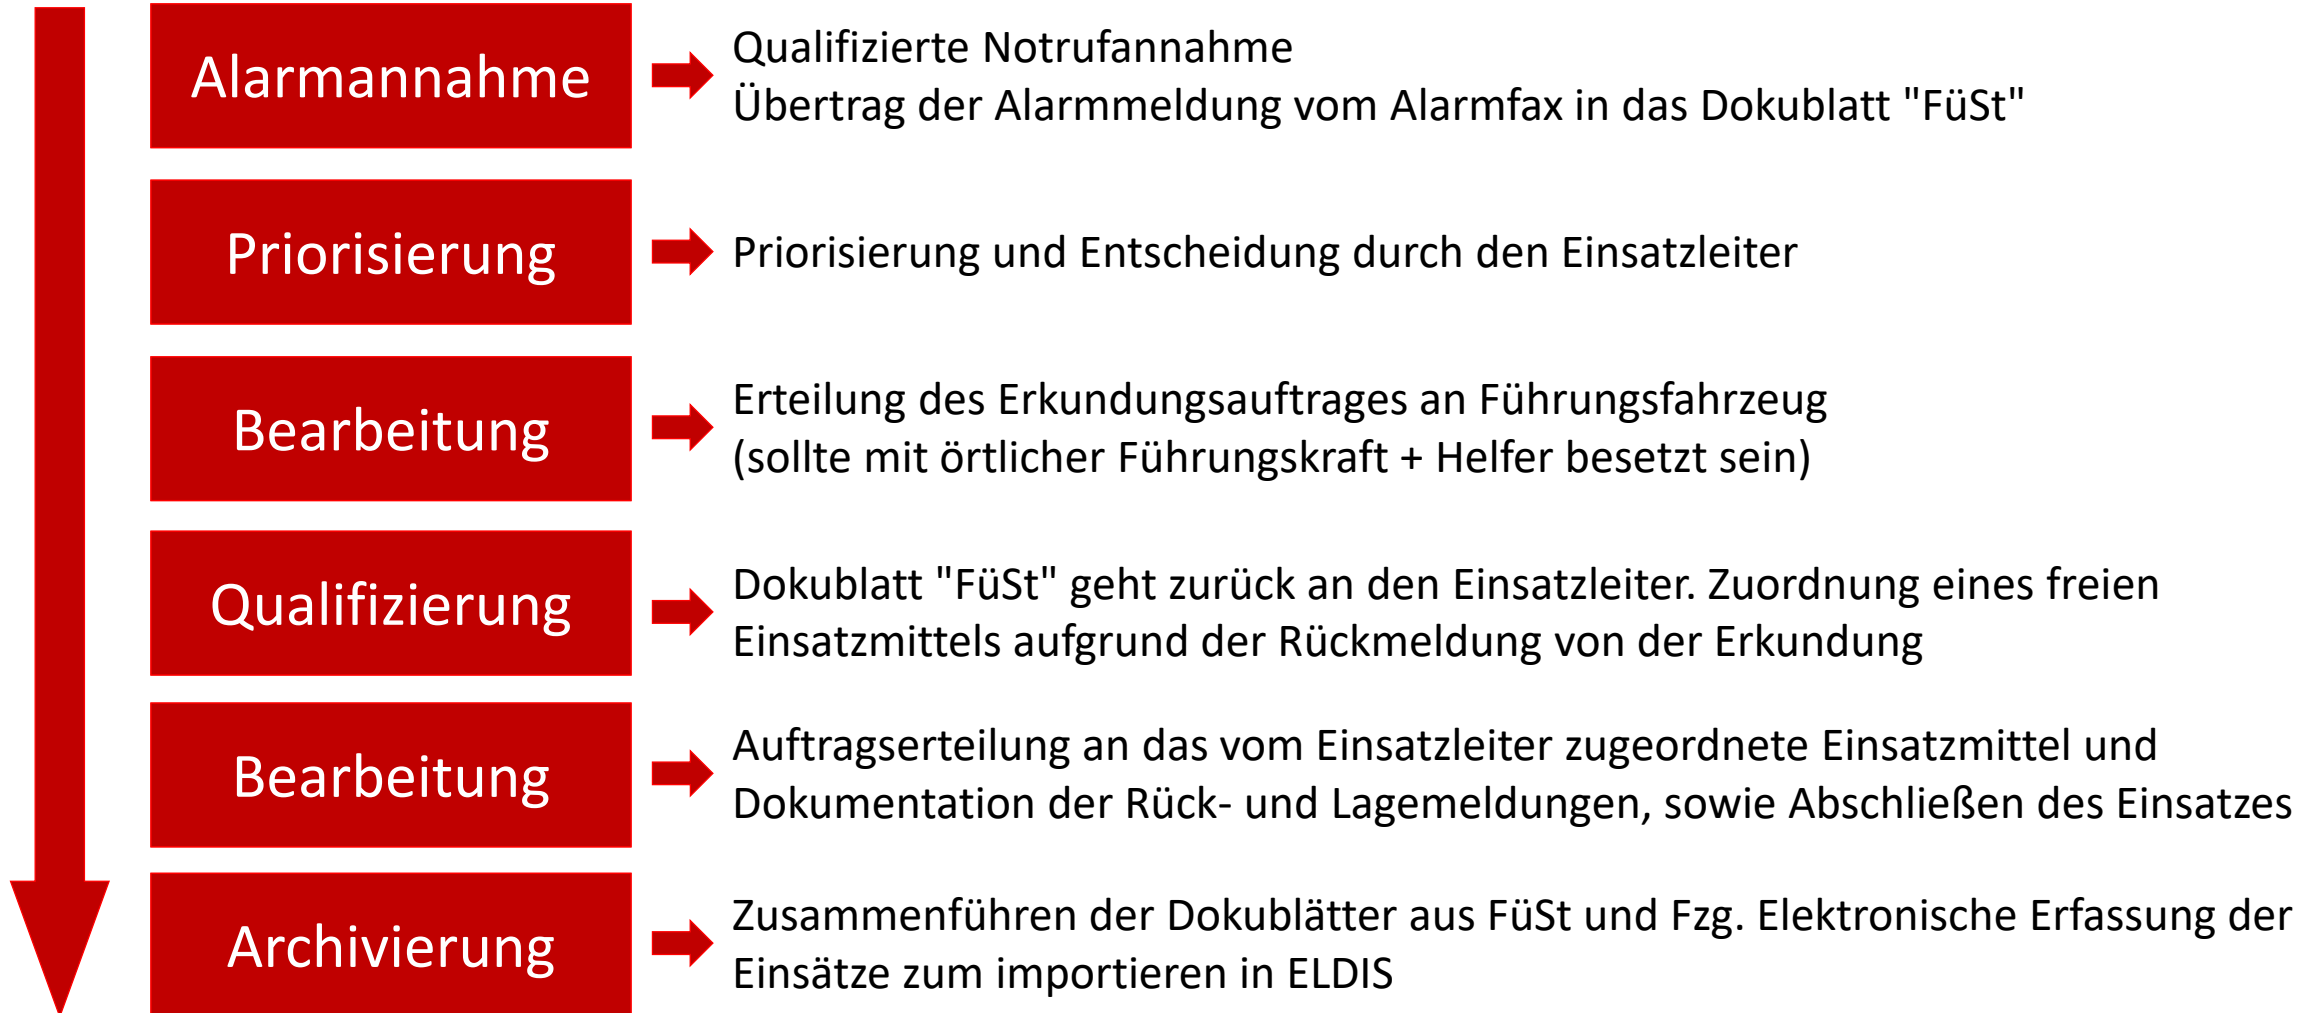 Alarmannahme
Qualifizierte Notrufannahme
Übertrag der Alarmmeldung vom Alarmfax in das Dokublatt "FüSt"
Priorisierung
Priorisierung und Entscheidung durch den Einsatzleiter
Bearbeitung
Erteilung des Erkundungsauftrages an Führungsfahrzeug
(sollte mit örtlicher Führungskraft + Helfer besetzt sein)
Qualifizierung
Dokublatt "FüSt" geht zurück an den Einsatzleiter. Zuordnung eines freien
Einsatzmittels aufgrund der Rückmeldung von der Erkundung
Bearbeitung
Auftragserteilung an das vom Einsatzleiter zugeordnete Einsatzmittel und
Dokumentation der Rück- und Lagemeldungen, sowie Abschließen des Einsatzes
Archivierung
Zusammenführen der Dokublätter aus FüSt und Fzg. Elektronische Erfassung der
Einsätze zum importieren in ELDIS